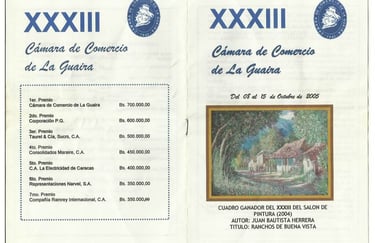 XXXIII
Cámara de Comercio
de La Guaira
1er. Premio
Cámara de Comercio de La Guaira Bs. 700.000,00
2do. Premio
Corporación P.G. Bs. 600.000,00
3er. Premio
Taurel & Cía, Sucrs, C.A. Bs. 500.000,00
4to. Premio
Consolidados Maraire, C.A. Bs. 450.000,00
5to. Premio
C.A. La Electricidad de Caracas Bs. 400.000,00
6to. Premio
Representaciones Narvel, S.A. Bs. 350.000,00
7mo. Premio
Compañía Ranrey Internacional, C.A. Bs. 350.000,00
XXXIII
Cámara de Comercio
de La Guaira
Del 08 al 15 de Octubre de 2005
CUADRO GANADOR DEL XXXIII DEL SALON DE
PINTURA (2004)
AUTOR: JUAN BAUTISTA HERRERA
TITULO: RANCHOS DE BUENA VISTA